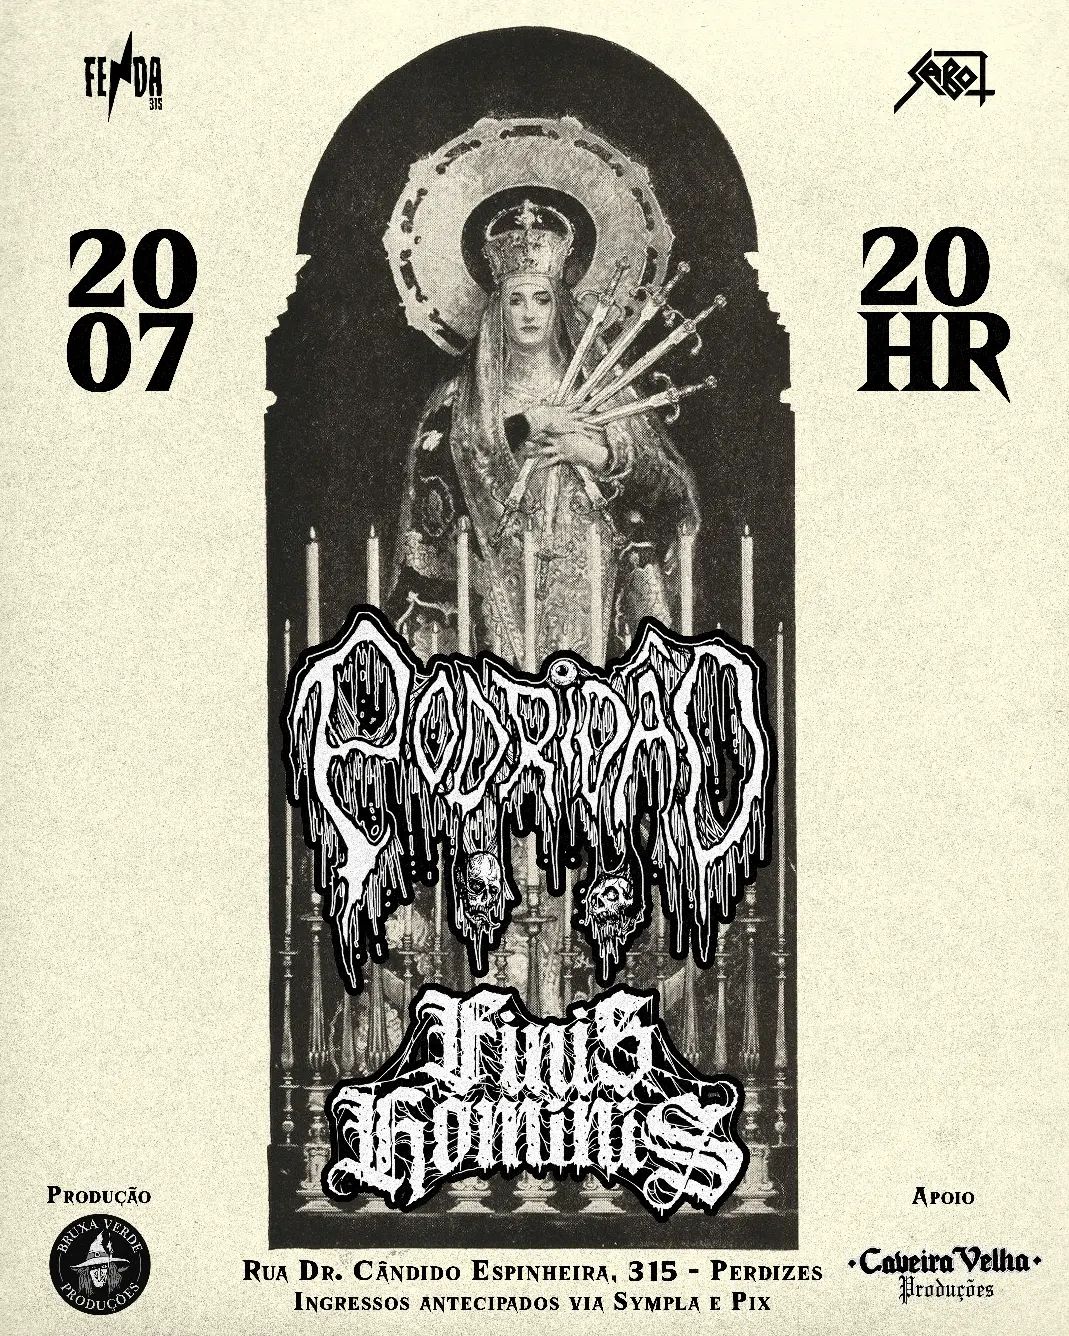 FENDA
315
SABOT
20
07
20
HR
PODRIDÃO
Finis
Hominis
PRODUÇÃO
BRUXA VERDE
PRODUÇÕES
APOIO
Caveira Velha
Produções
RUA DR. CÂNDIDO ESPINHEIRA, 315 - PERDIZES
INGRESSOS ANTECIPADOS VIA SYMPLA E PIX